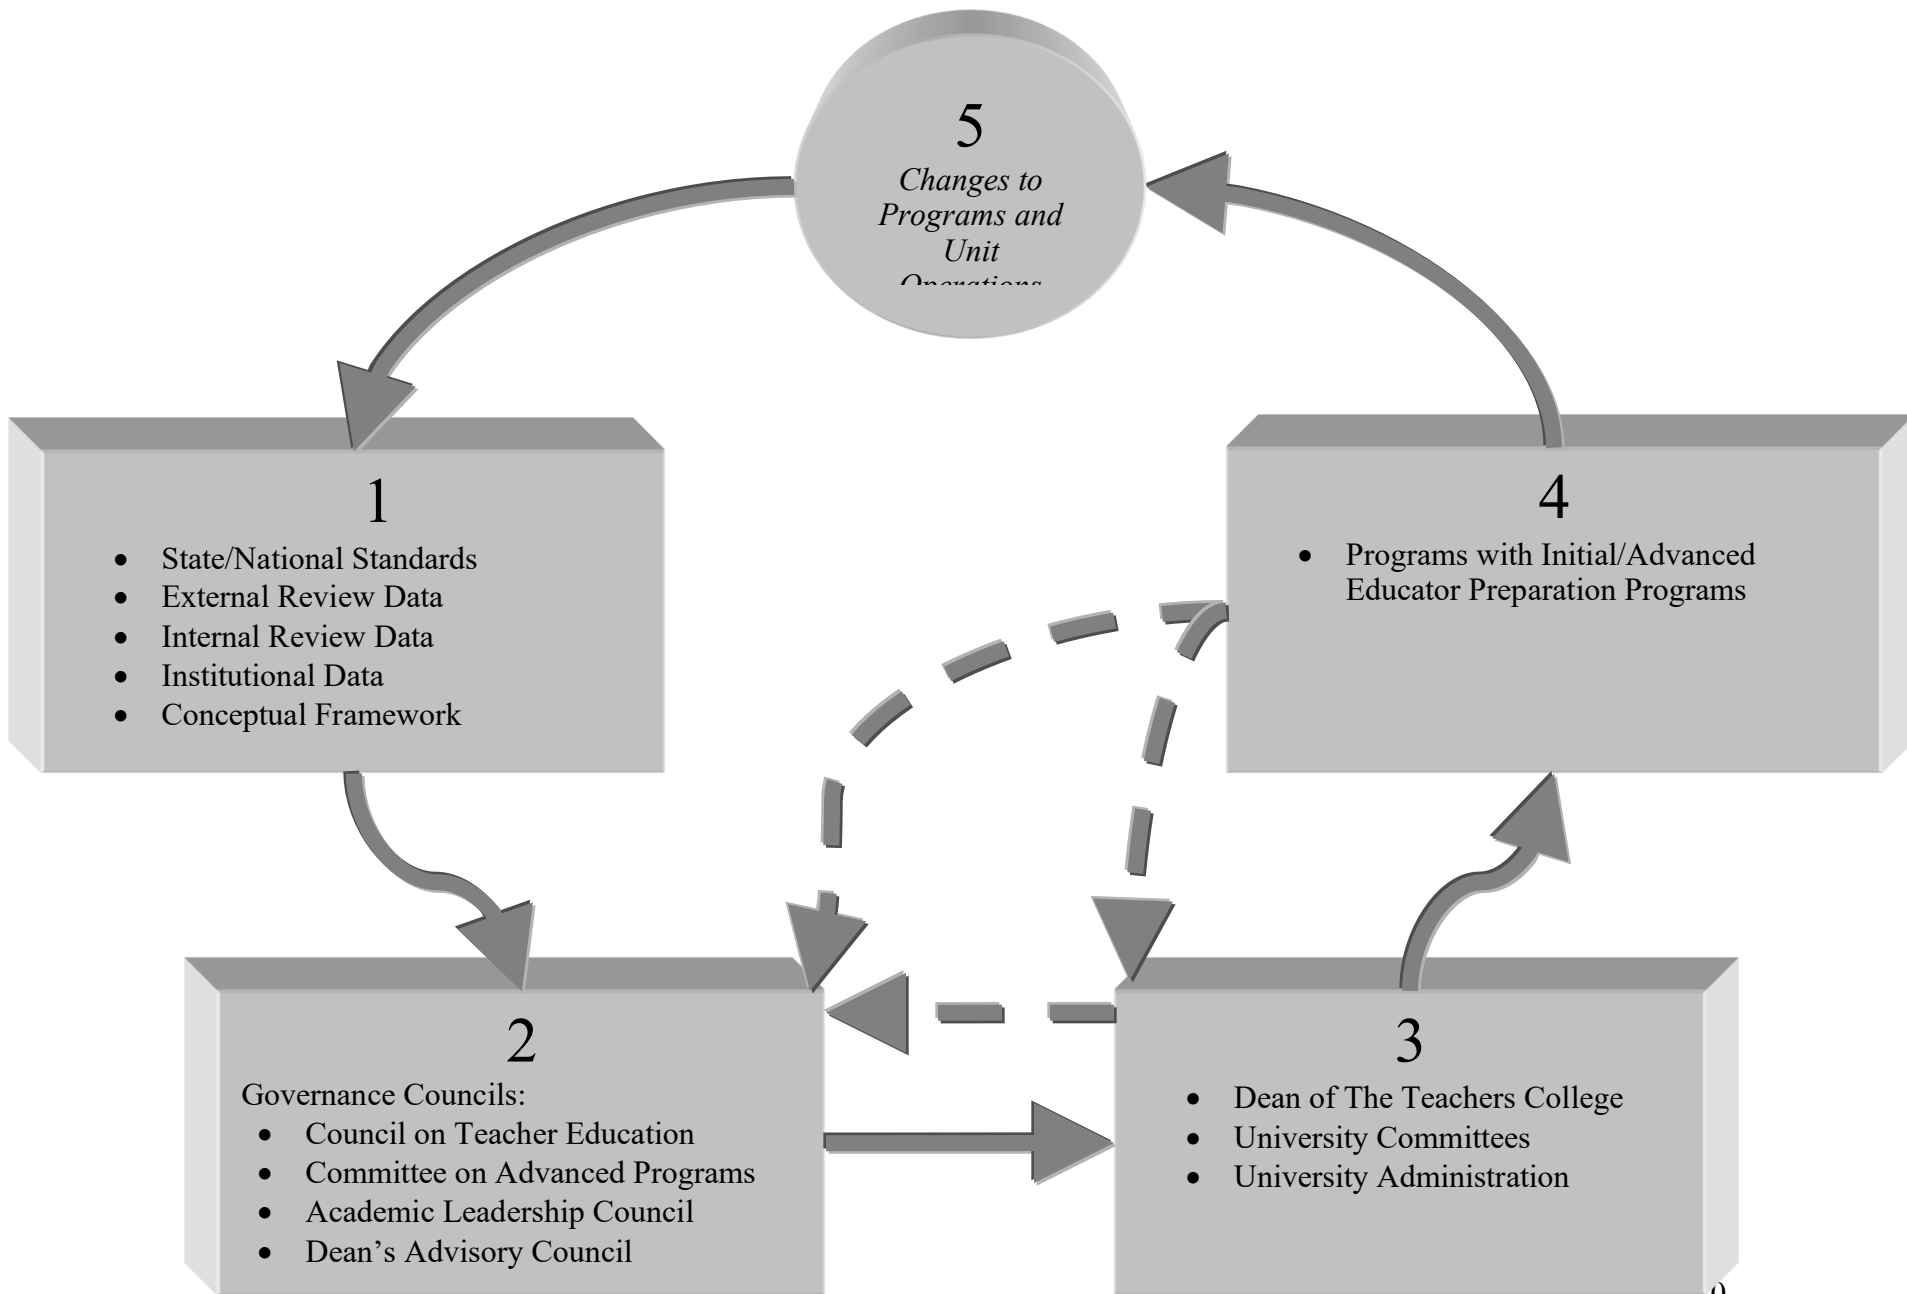 5
Changes to
Programs and
Unit
Operations
1
• State/National Standards
• External Review Data
• Internal Review Data
• Institutional Data
• Conceptual Framework
4
• Programs with Initial/Advanced
Educator Preparation Programs
2
Governance Councils:
• Council on Teacher Education
• Committee on Advanced Programs
• Academic Leadership Council
• Dean’s Advisory Council
3
• Dean of The Teachers College
• University Committees
• University Administration